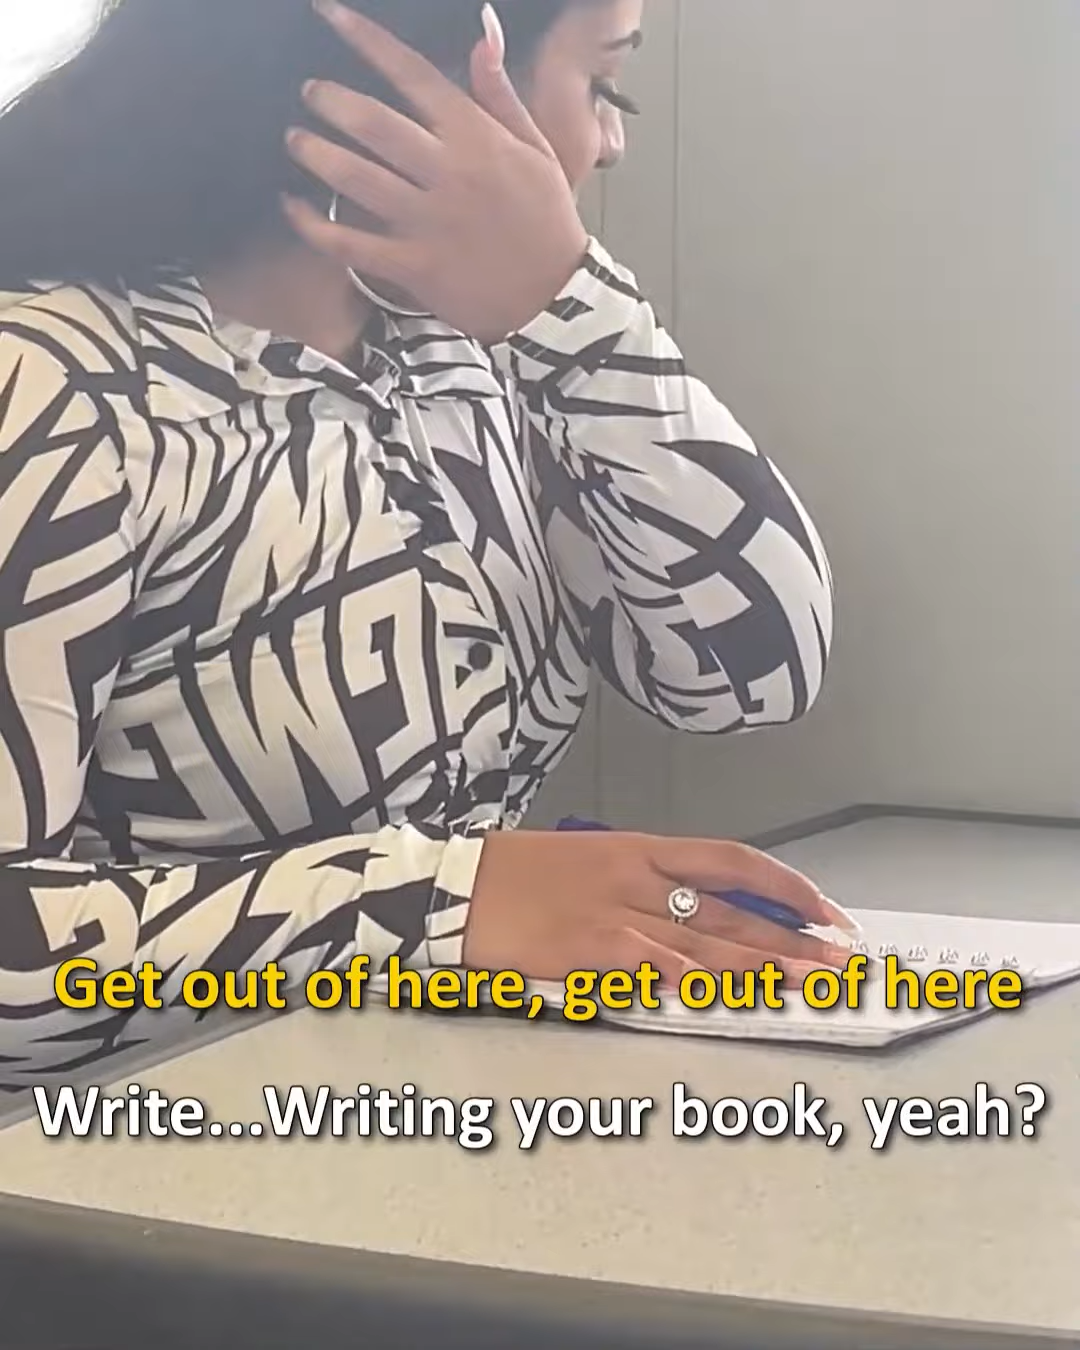 Get out of here, get out of here
Write...Writing your book, yeah?